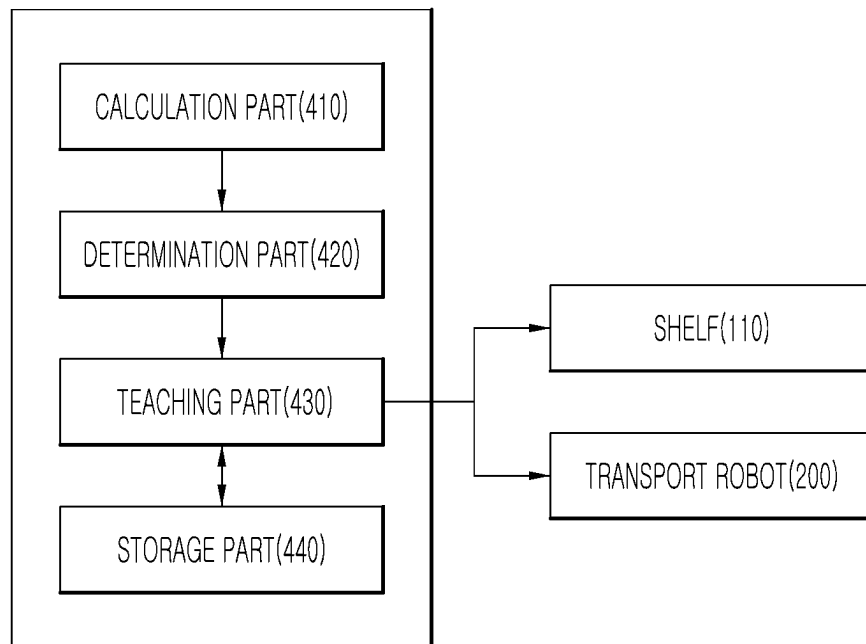 CALCULATION PART(410)
DETERMINATION PART(420)
TEACHING PART(430)
STORAGE PART(440)
SHELF(110)
TRANSPORT ROBOT(200)